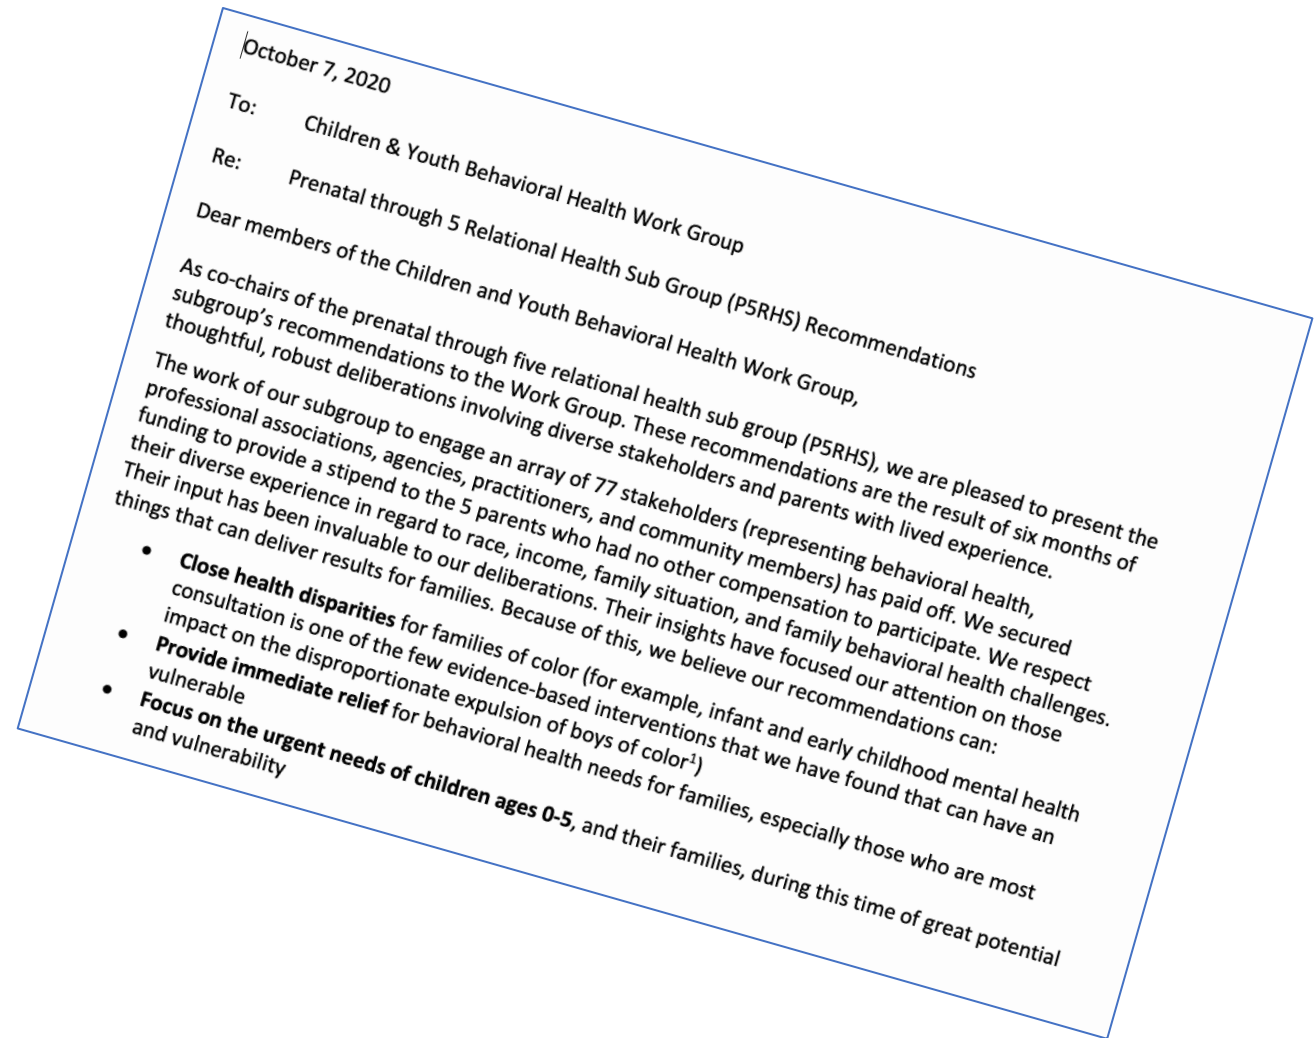 October 7, 2020
To: Children & Youth Behavioral Health Work Group
Re: Prenatal through 5 Relational Health Sub Group (P5RHS) Recommendations
Dear members of the Children and Youth Behavioral Health Work Group,
As co-chairs of the prenatal through five relational health sub group (P5RHS), we are pleased to present the
subgroup's recommendations to the Work Group. These recommendations are the result of six months of
thoughtful, robust deliberations involving diverse stakeholders and parents with lived experience.
The work of our subgroup to engage an array of 77 stakeholders (representing behavioral health,
professional associations, agencies, practitioners, and community members) has paid off. We secured
funding to provide a stipend to the 5 parents who had no other compensation to participate. We respect
their diverse experience in regard to race, income, family situation, and family behavioral health challenges.
Their input has been invaluable to our deliberations. Their insights have focused our attention on those
things that can deliver results for families. Because of this, we believe our recommendations can:
• Close health disparities for families of color (for example, infant and early childhood mental health
consultation is one of the few evidence-based interventions that we have found that can have an
impact on the disproportionate expulsion of boys of color¹)
• Provide immediate relief for behavioral health needs for families, especially those who are most
vulnerable
• Focus on the urgent needs of children ages 0-5, and their families, during this time of great potential
and vulnerability